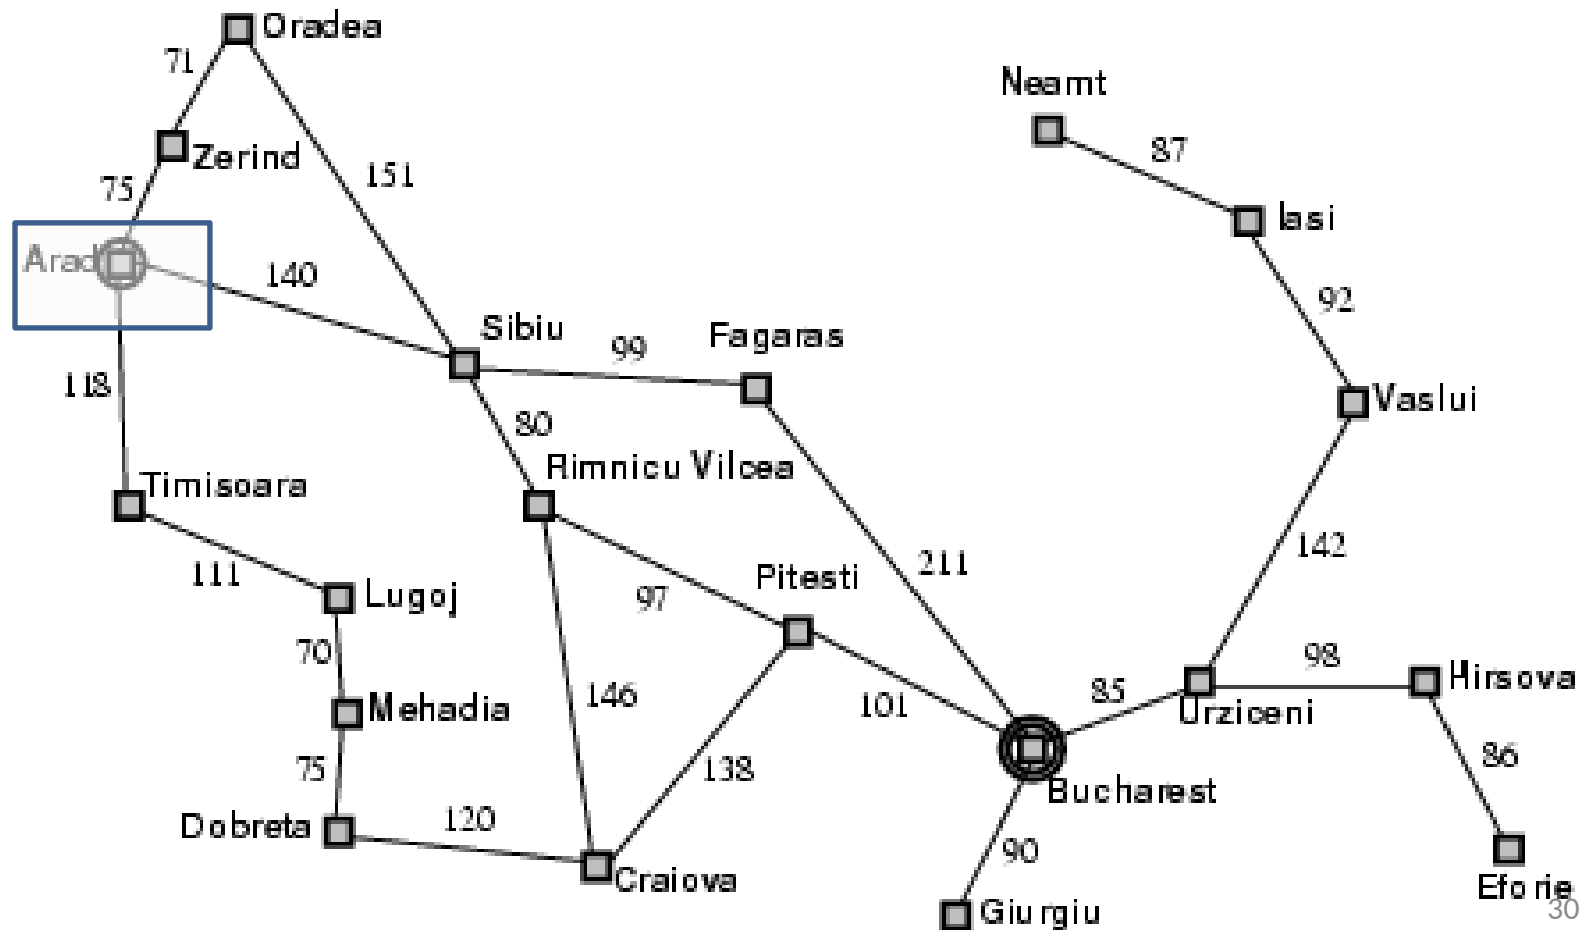 Oradea
71
Neamt
87
Zerind
151
75
Iasi
Arad
140
92
Sibiu
Fagaras
99
118
Vaslui
80
Rimnicu Vilcea
Timisoara
142
211
111
Pitesti
Lugoj
97
70
98
Hirsova
146
85
101
Mehadia
Urziceni
75
138
86
Bucharest
Dobreta
120
90
Craiova
Eforie
Giurgiu
30